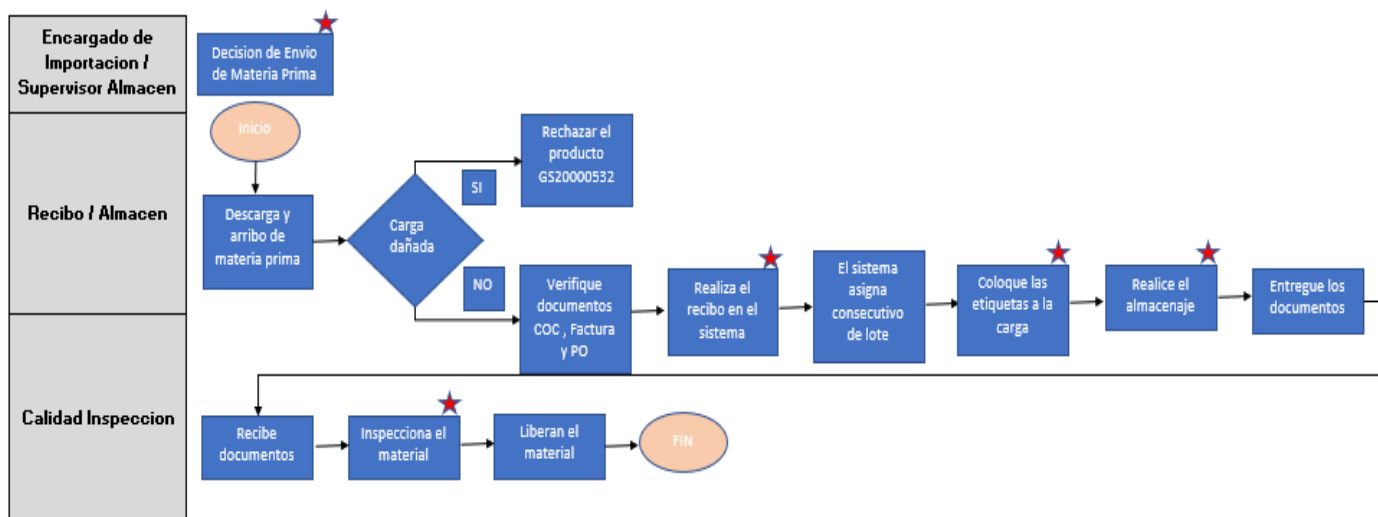 Encargado de
Importacion /
Supervisor Almacen
Decision de Envio
de Materia Prima
Recibo / Almacen
Inicio
Descarga y
arribo de
materia prima
Carga
dañada
SI
Rechazar el
producto
GS20000532
NO
Verifique
documentos
COC , Factura
y PO
Realiza el
recibo en el
sistema
El sistema
asigna
consecutivo
de lote
Coloque las
etiquetas a la
carga
Realice el
almacenaje
Entregue los
documentos
Calidad Inspeccion
Recibe
documentos
Inspecciona el
material
Liberan el
material
FIN